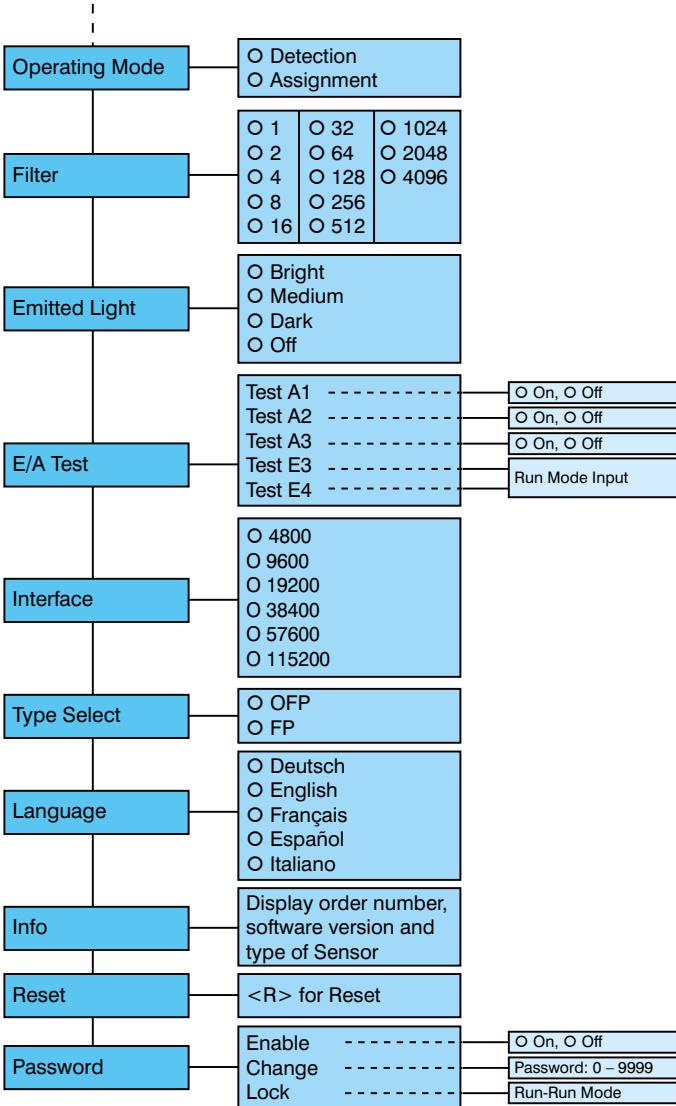 Operating Mode
O Detection
O Assignment
Filter
O 1 O 32 O 1024
O 2 O 64 O 2048
O 4 O 128 O 4096
O 8 O 256
O 16 O 512
Emitted Light
O Bright
O Medium
O Dark
O Off
E/A Test
Test A1 O On, O Off
Test A2 O On, O Off
Test A3 O On, O Off
Test E3
Test E4
Run Mode Input
Interface
O 4800
O 9600
O 19200
O 38400
O 57600
O 115200
Type Select
O OFP
O FP
Language
O Deutsch
O English
O Français
O Español
O Italiano
Info
Display order number,
software version and
type of Sensor
Reset
<R> for Reset
Password
Enable O On, O Off
Change Password: 0 – 9999
Lock Run-Run Mode